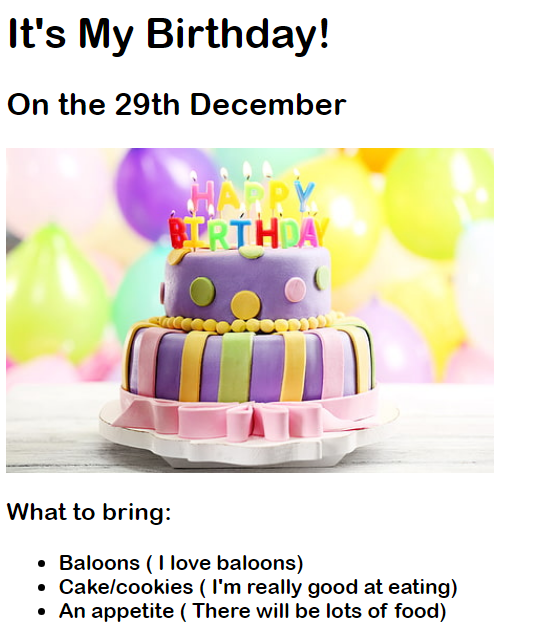 It's My Birthday!
On the 29th December
HAPPY
BIRTHDAY
What to bring:
Baloons ( I love baloons)
Cake/cookies ( I'm really good at eating)
An appetite ( There will be lots of food)